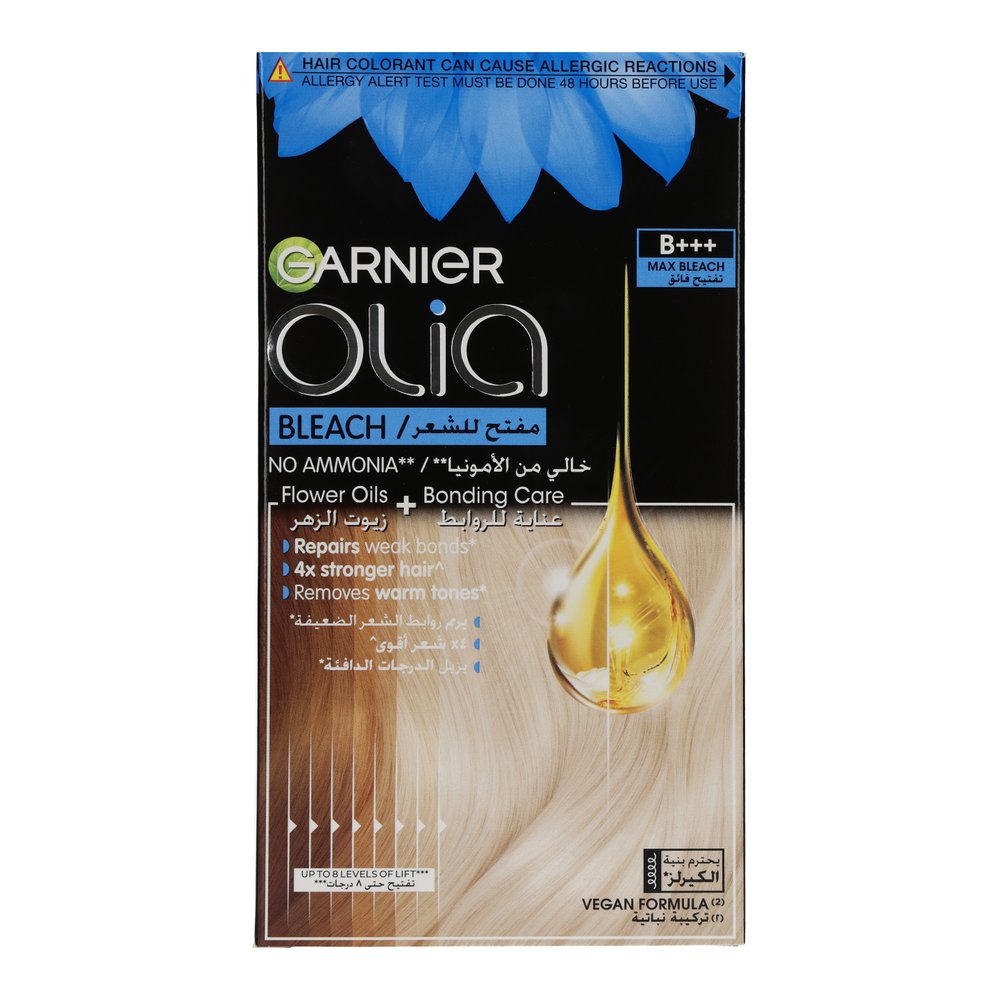 HAIR COLORANT CAN CAUSE ALLERGIC REACTIONS
ALLERGY ALERT TEST MUST BE DONE 48 HOURS BEFORE USE
GARNIER
OLIA
B+++
MAX BLEACH
تفتيح فائق
BLEACH / مفتح للشعر
NO AMMONIA** / **خالي من الأمونيا
Flower Oils + Bonding Care
زيوت الزهر عناية للروابط
Repairs weak bonds*
4x stronger hair^
Removes warm tones*
يرم روابط الشعر الضعيفة*
x٤ شعر أقوى^
يزيل الدرجات الدافئة*
UP TO 8 LEVELS OF LIFT***
تفتيح حتى ٨ درجات***
يحترم بنية
الكيرلز*
VEGAN FORMULA (2)
تركيبة نباتية (٢)